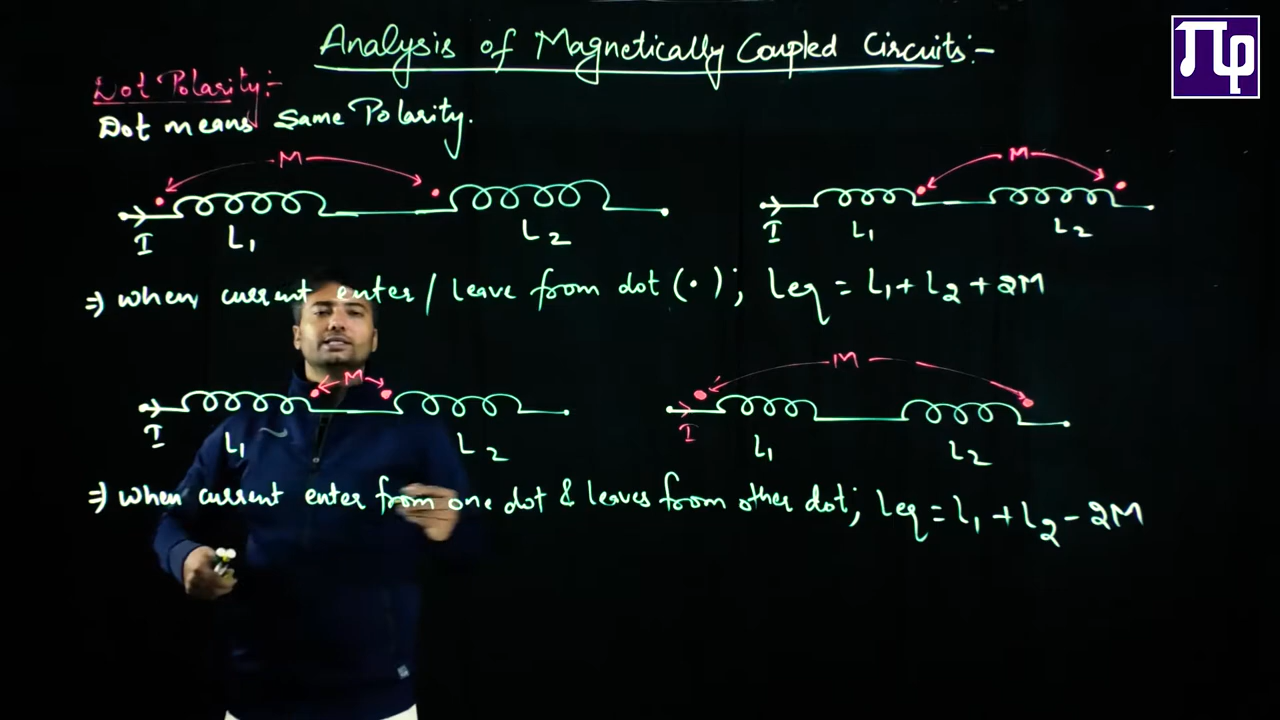 Analysis of Magnetically Coupled Circuits:-
Πφ
Dot Polarity:-
Dot means Same Polarity.
M
M
I
L1
L2
I
L1
L2
⇒ When current enter / leave from dot (•); Leq = L1 + L2 + 2M
M
M
I
L1
L2
I
L1
L2
⇒ When current enter from one dot & leaves from other dot; Leq = L1 + L2 - 2M